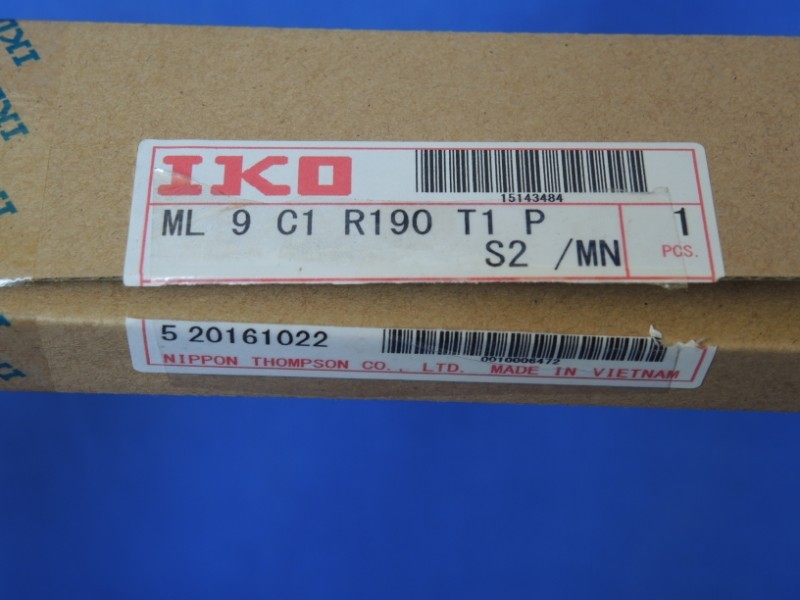 IKO
15143484
ML 9 C1 R190 T1 P
S2 /MN
1
PCS.
5 20161022
0010006472
NIPPON THOMPSON CO., LTD. MADE IN VIETNAM
IKO